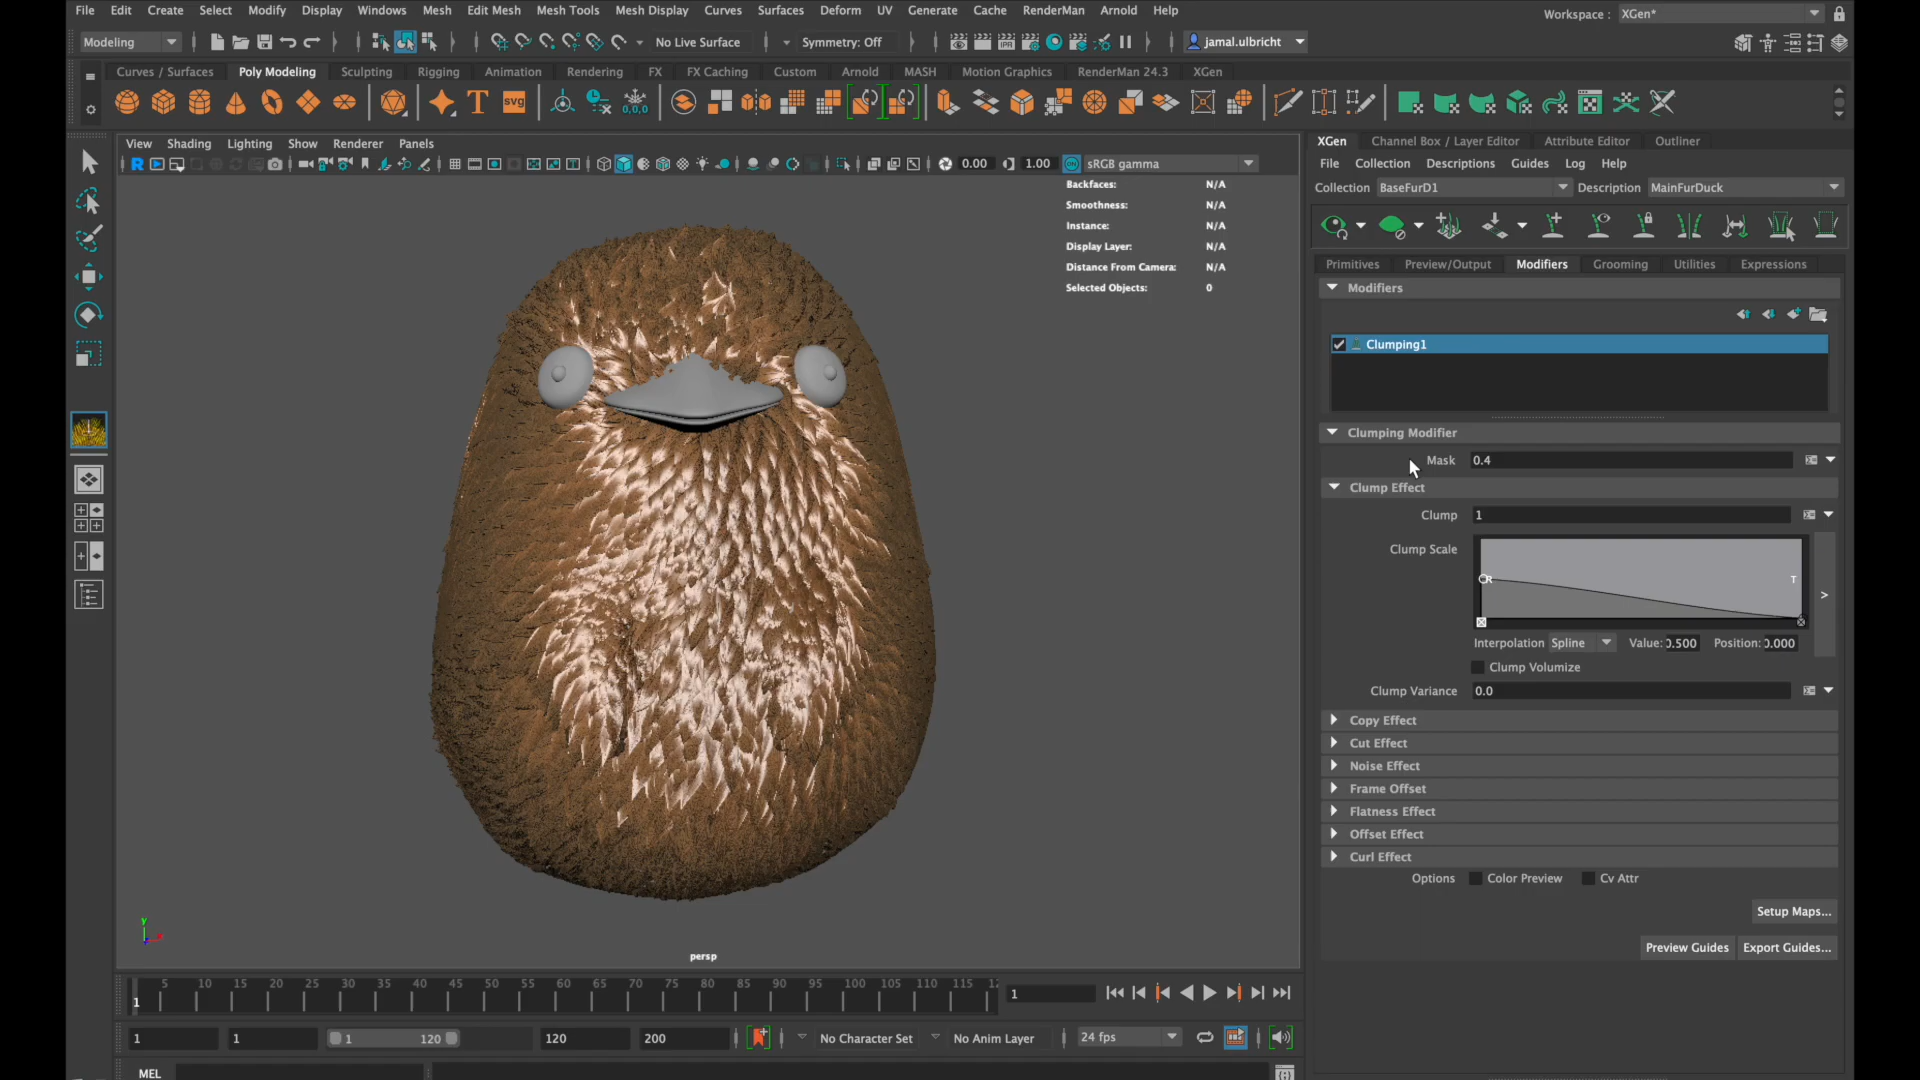 File Edit Create Select Modify Display Windows Mesh Edit Mesh Mesh Tools Mesh Display Curves Surfaces Deform UV Generate Cache RenderMan Arnold Help
Workspace : XGen*
Modeling No Live Surface Symmetry: Off jamal.ulbricht
Curves / Surfaces Poly Modeling Sculpting Rigging Animation Rendering FX FX Caching Custom Arnold MASH Motion Graphics RenderMan 24.3 XGen
svg 0,0,0
View Shading Lighting Show Renderer Panels
0.00 1.00 ON sRGB gamma
Backfaces: N/A
Smoothness: N/A
Instance: N/A
Display Layer: N/A
Distance From Camera: N/A
Selected Objects: 0
persp
XGen Channel Box / Layer Editor Attribute Editor Outliner
File Collection Descriptions Guides Log Help
Collection BaseFurD1 Description MainFurDuck
Primitives Preview/Output Modifiers Grooming Utilities Expressions
Modifiers
Clumping1
Clumping Modifier
Mask 0.4
Clump Effect
Clump 1
Clump Scale
R T
>
Interpolation Spline Value: 0.500 Position: 0.000
Clump Volumize
Clump Variance 0.0
Copy Effect
Cut Effect
Noise Effect
Frame Offset
Flatness Effect
Offset Effect
Curl Effect
Options Color Preview Cv Attr
Setup Maps...
Preview Guides Export Guides...
5 10 15 20 25 30 35 40 45 50 55 60 65 70 75 80 85 90 95 100 105 110 115
1 1
1 1 1 120 120 200 No Character Set No Anim Layer 24 fps
MEL